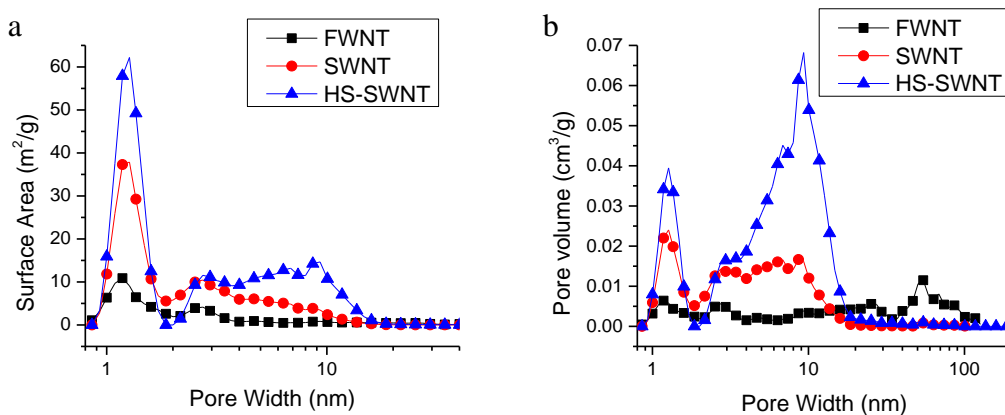 a
FWNT
SWNT
HS-SWNT
60
50
40
30
20
10
0
Surface Area (m²/g)
1
10
Pore Width (nm)
b
FWNT
SWNT
HS-SWNT
0.07
0.06
0.05
0.04
0.03
0.02
0.01
0.00
Pore volume (cm³/g)
1
10
100
Pore Width (nm)